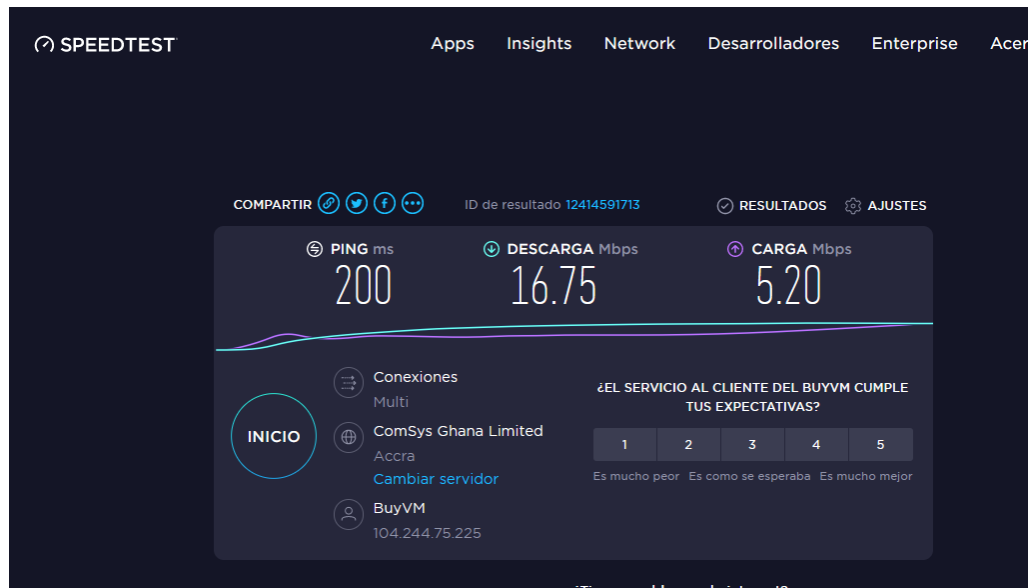 SPEEDTEST
Apps Insights Network Desarrolladores Enterprise Acer
COMPARTIR ID de resultado 12414591713 RESULTADOS AJUSTES
PING ms DESCARGA Mbps CARGA Mbps
200 16.75 5.20
Conexiones
Multi
INICIO
ComSys Ghana Limited
Accra
Cambiar servidor
BuyVM
104.244.75.225
¿EL SERVICIO AL CLIENTE DEL BUYVM CUMPLE
TUS EXPECTATIVAS?
1 2 3 4 5
Es mucho peor Es como se esperaba Es mucho mejor